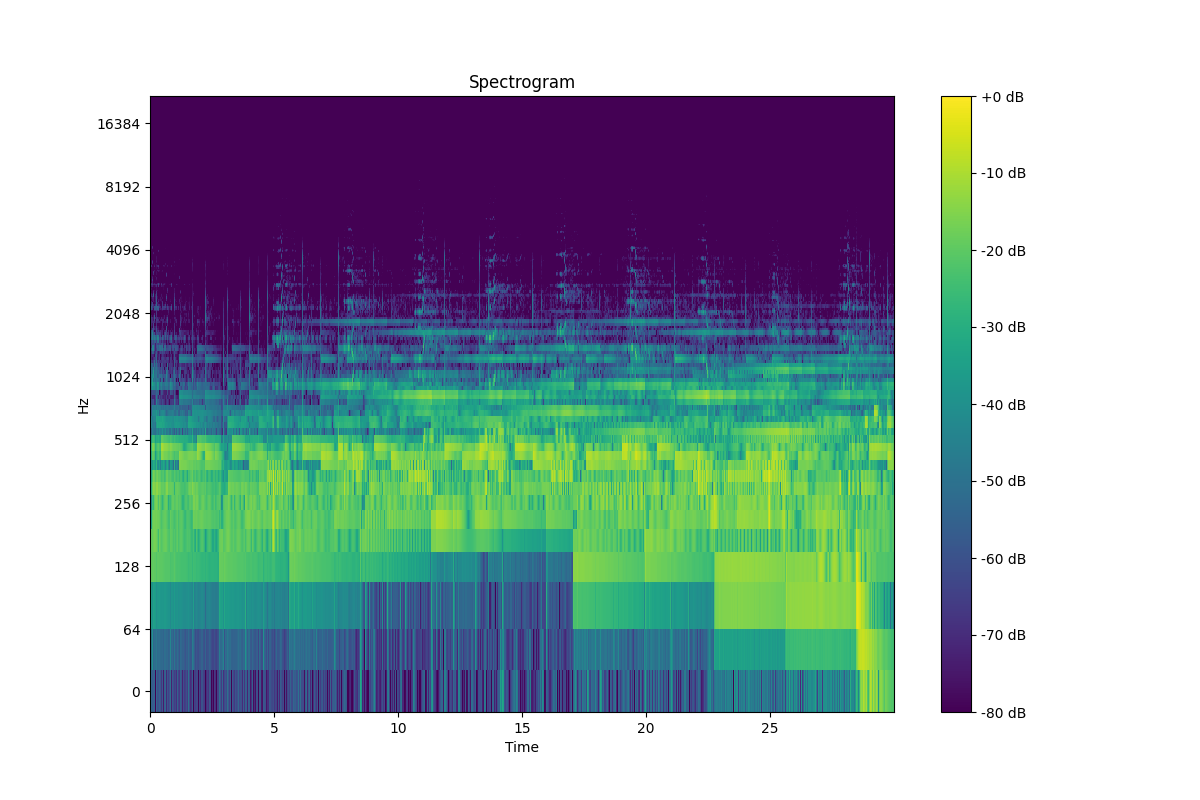 Spectrogram
16384
8192
4096
2048
1024
512
256
128
64
0
Hz
0
5
10
15
20
25
Time
+0 dB
-10 dB
-20 dB
-30 dB
-40 dB
-50 dB
-60 dB
-70 dB
-80 dB